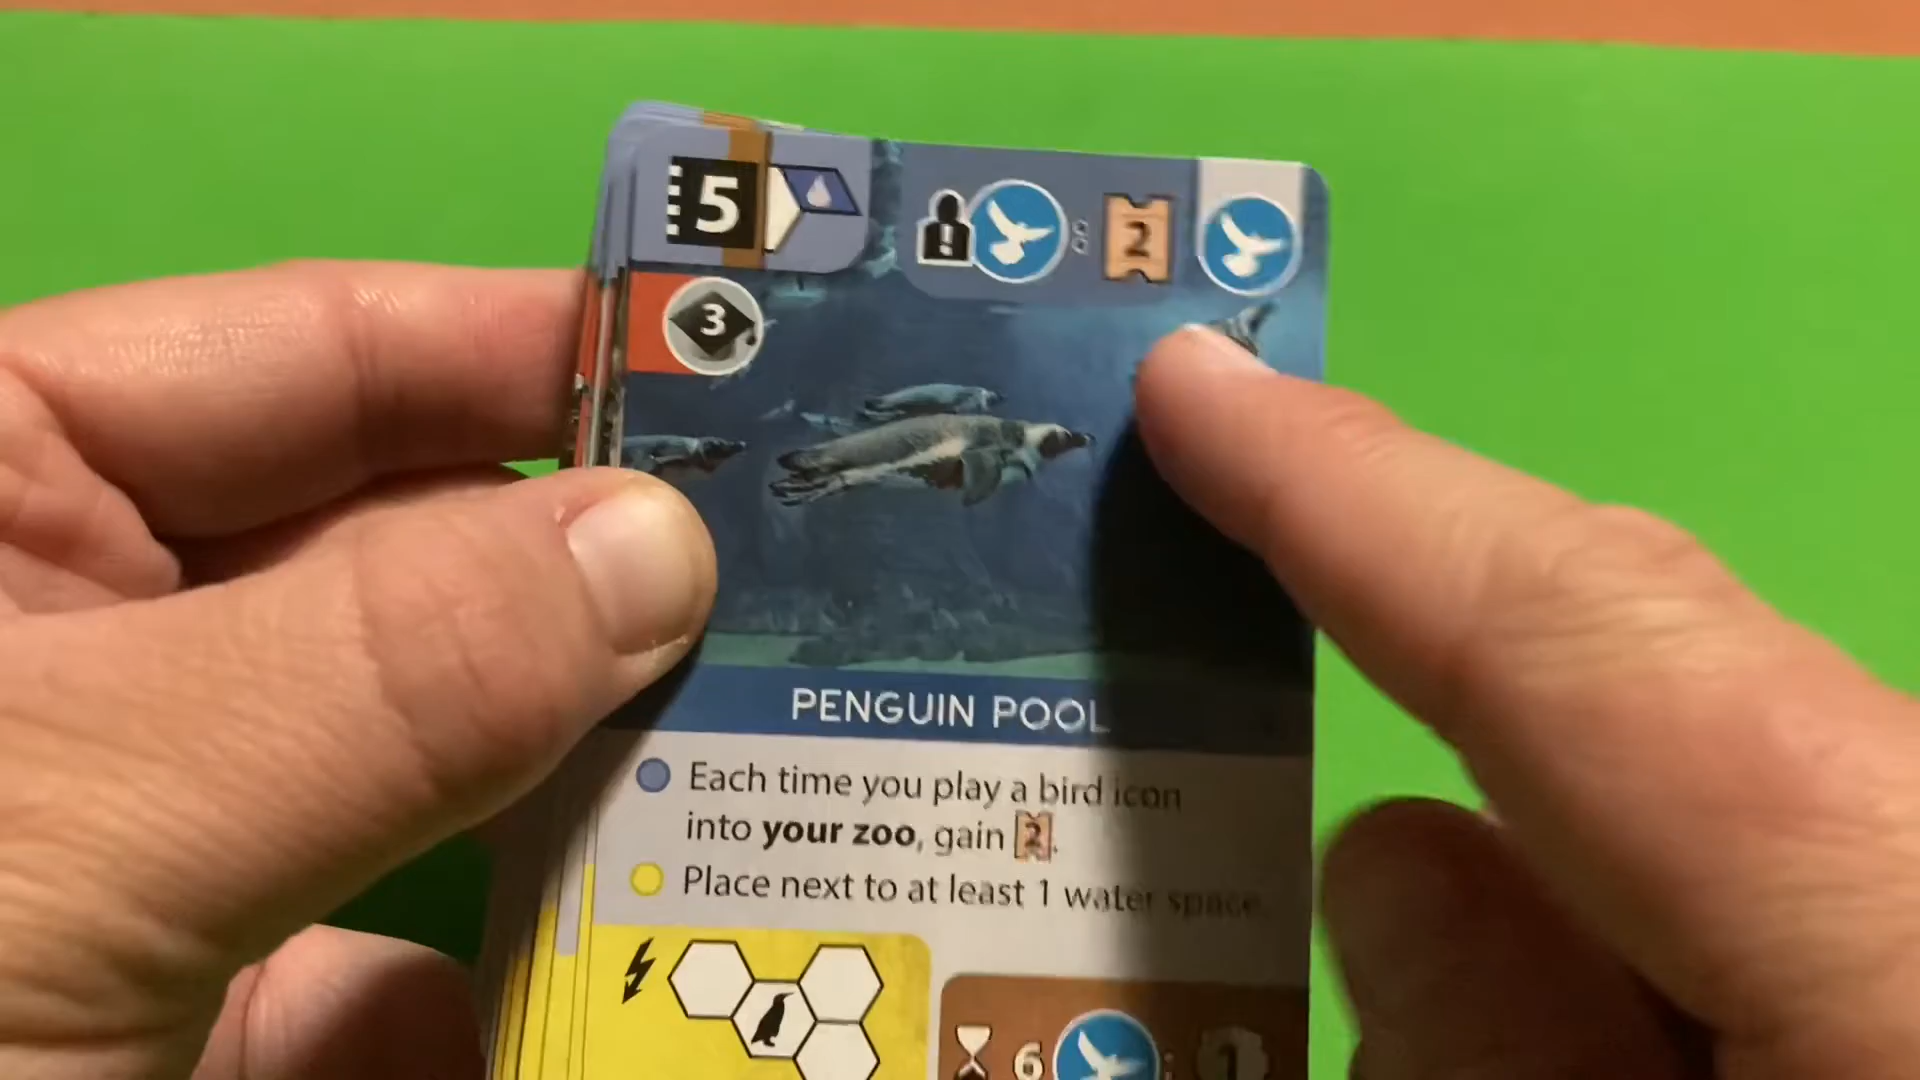 5
2
3
PENGUIN POOL
Each time you play a bird icon
into your zoo, gain 2.
Place next to at least 1 water space.
6 : 1